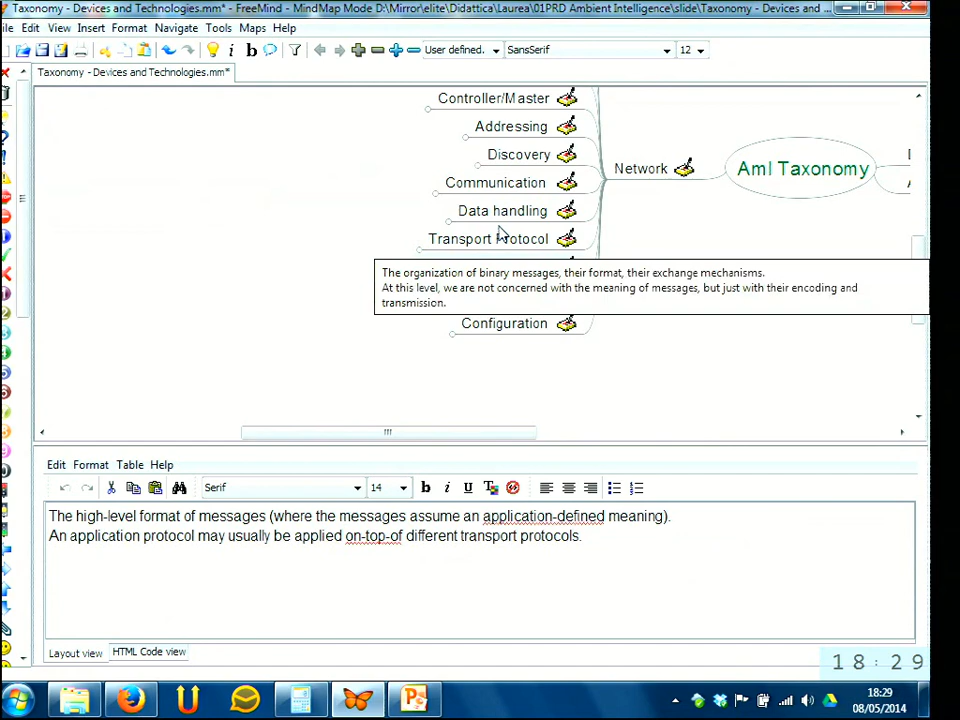 Taxonomy - Devices and Technologies.mm* - FreeMind - MindMap Mode D:\Mirror\elite\Didattica\Laurea\01PRD Ambient Intelligence\slide\Taxonomy - Devices and ...
File Edit View Insert Format Navigate Tools Maps Help
User defined. SansSerif 12
Taxonomy - Devices and Technologies.mm*
Controller/Master
Addressing
Discovery
Network
AmI Taxonomy
Communication
Data handling
Transport Protocol
The organization of binary messages, their format, their exchange mechanisms.
At this level, we are not concerned with the meaning of messages, but just with their encoding and
transmission.
Configuration
Edit Format Table Help
Serif 14
The high-level format of messages (where the messages assume an application-defined meaning).
An application protocol may usually be applied on-top-of different transport protocols.
Layout view HTML Code view
18:29
18:29
08/05/2014